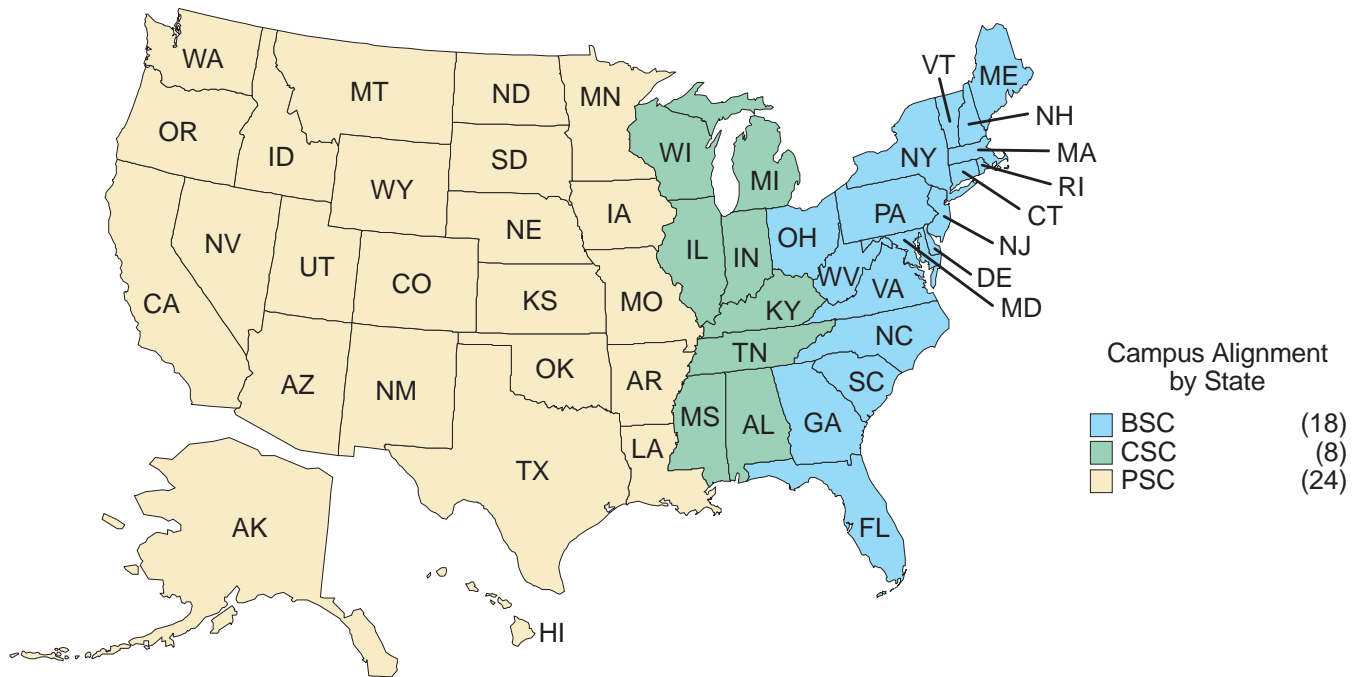 WA
MT
ND
MN
VT
ME
NH
OR
ID
SD
WI
MI
NY
MA
RI
WY
CT
IA
PA
NE
NJ
NV
UT
IL
IN
OH
DE
CO
WV
MD
CA
KS
MO
VA
KY
NC
TN
OK
AR
SC
AZ
NM
MS
AL
GA
LA
TX
FL
AK
HI
Campus Alignment
by State
BSC (18)
CSC (8)
PSC (24)